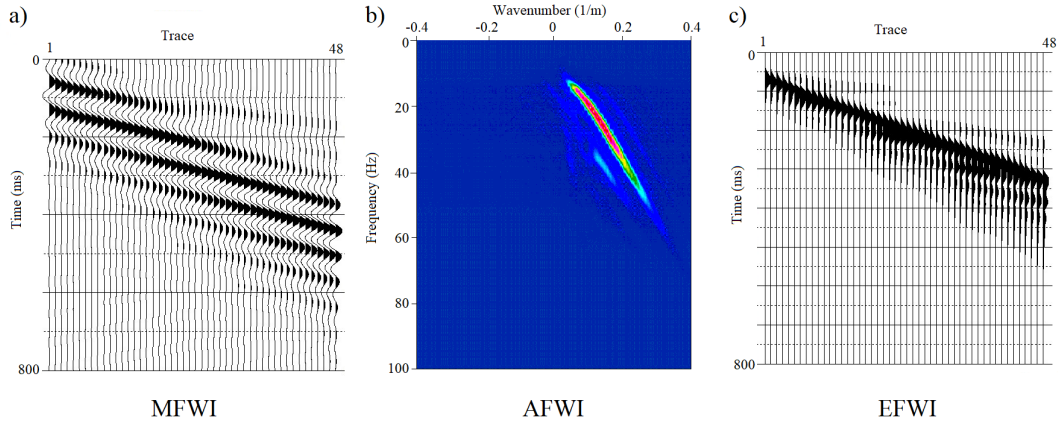 a)
Trace
1 48
0
Time (ms)
800
MFWI
b)
Wavenumber (1/m)
-0.4 -0.2 0 0.2 0.4
0
20
40
60
80
100
Frequency (Hz)
AFWI
c)
Trace
1 48
0
Time (ms)
800
EFWI